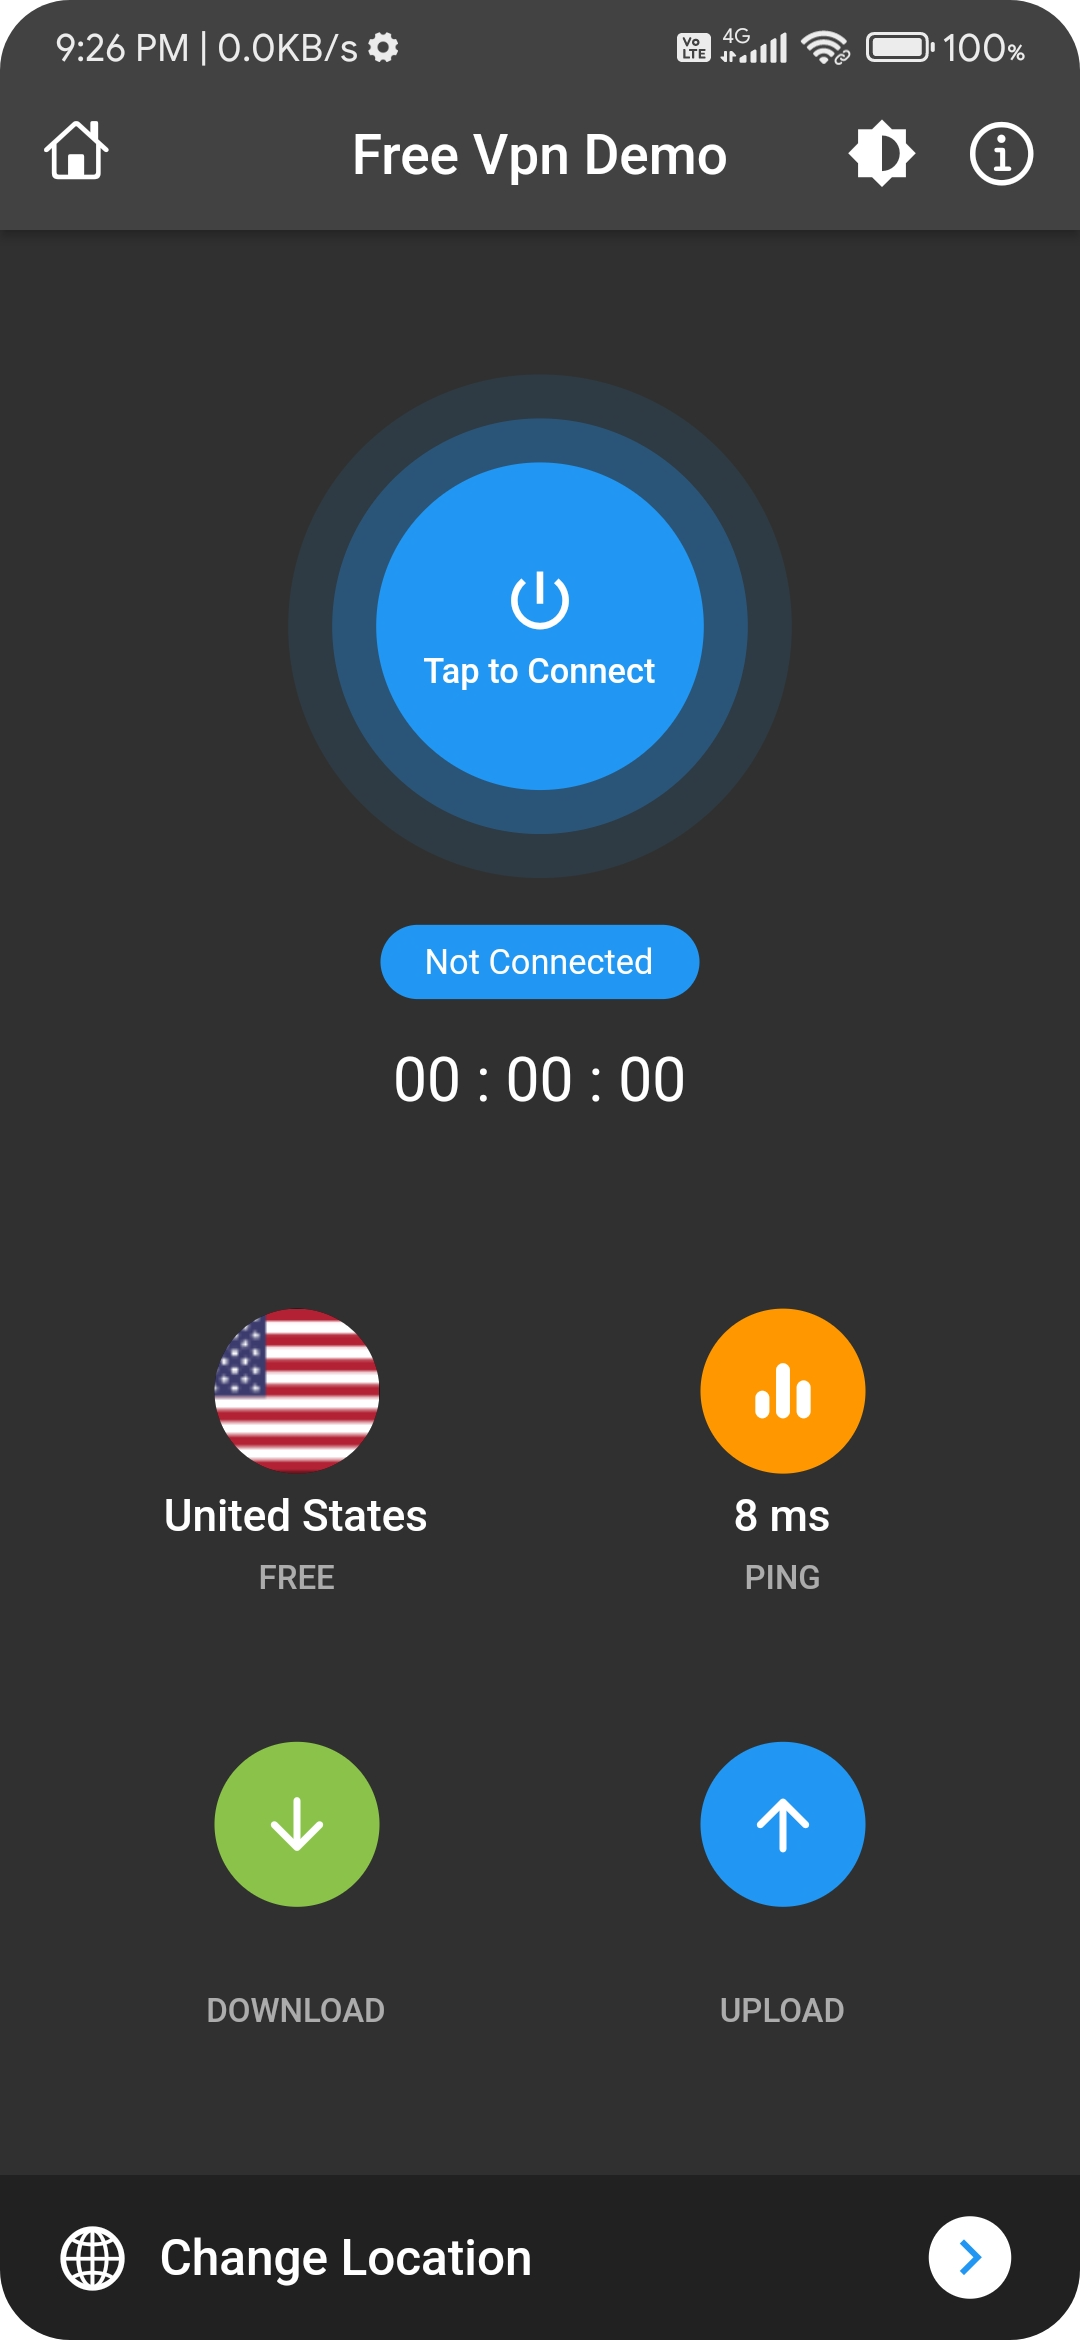 9:26 PM | 0.0KB/s Vo LTE 4G 100%
Free Vpn Demo
Tap to Connect
Not Connected
00 : 00 : 00
United States 8 ms
FREE PING
DOWNLOAD UPLOAD
Change Location